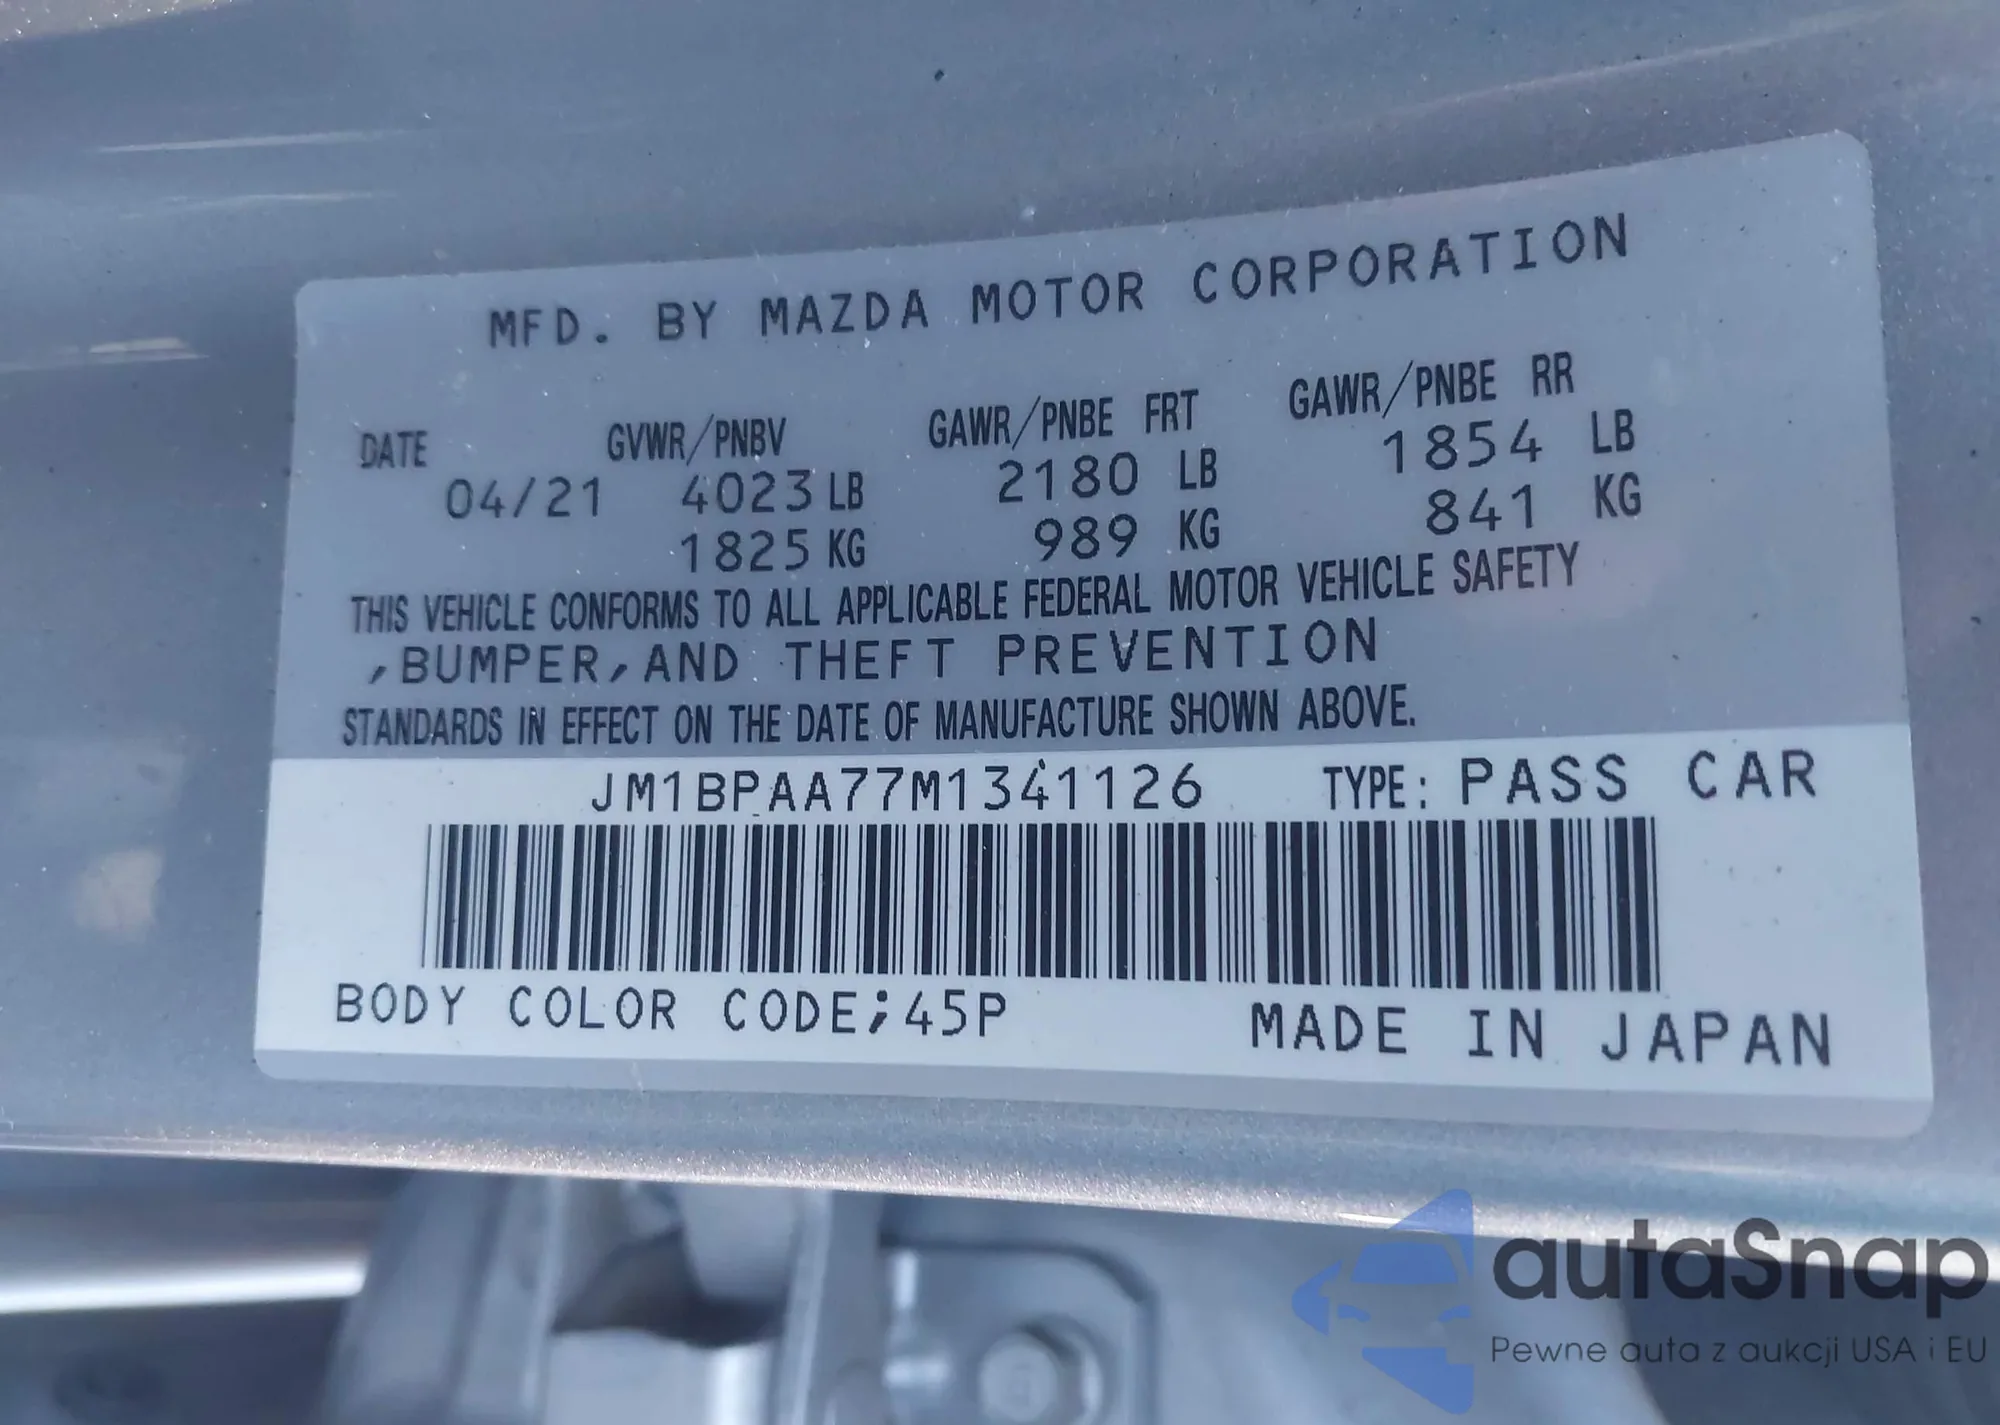 MFD. BY MAZDA MOTOR CORPORATION
DATE GVWR/PNBV GAWR/PNBE FRT GAWR/PNBE RR
04/21 4023 LB 2180 LB 1854 LB
1825 KG 989 KG 841 KG
THIS VEHICLE CONFORMS TO ALL APPLICABLE FEDERAL MOTOR VEHICLE SAFETY
,BUMPER,AND THEFT PREVENTION
STANDARDS IN EFFECT ON THE DATE OF MANUFACTURE SHOWN ABOVE.
JM1BPAA77M1341126 TYPE: PASS CAR
BODY COLOR CODE;45P MADE IN JAPAN
autaSnap
Pewne auta z aukcji USA i EU